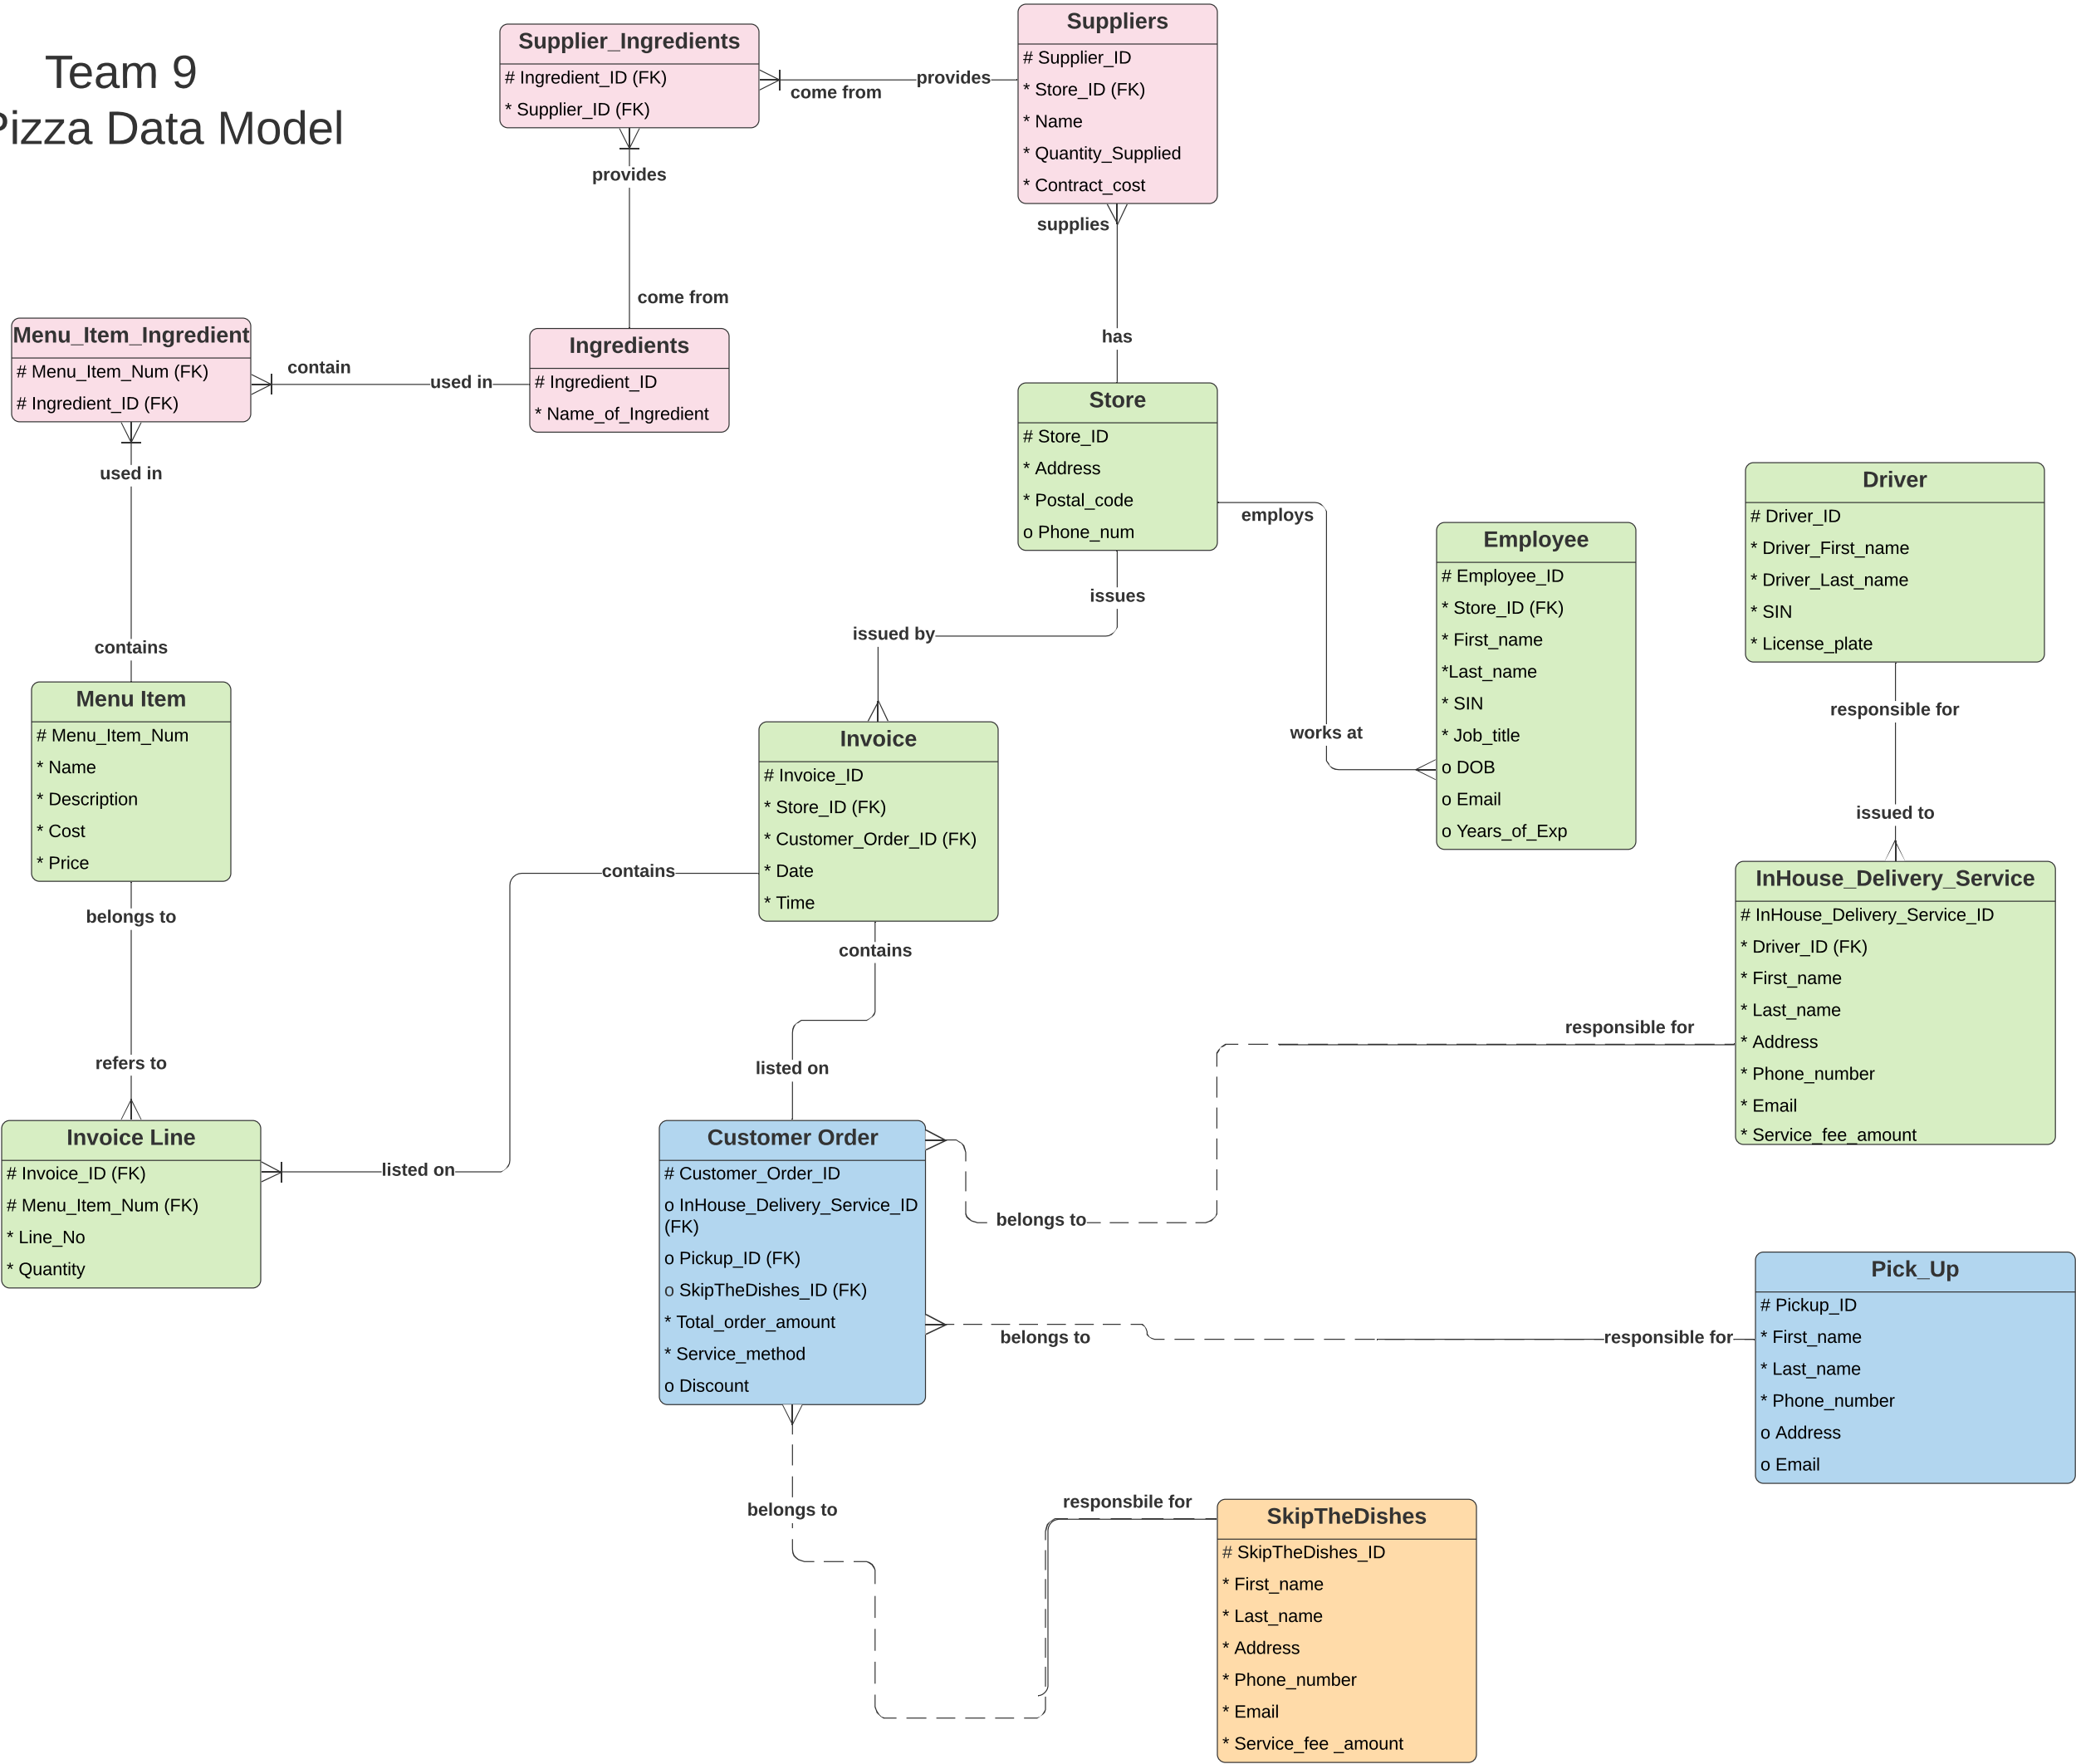 Team 9
Pizza Data Model
Supplier_Ingredients
# Ingredient_ID (FK)
* Supplier_ID (FK)
come from
provides
Suppliers
# Supplier_ID
* Store_ID (FK)
* Name
* Quantity_Supplied
* Contract_cost
provides
come from
supplies
has
Menu_Item_Ingredient
# Menu_Item_Num (FK)
# Ingredient_ID (FK)
contain
used in
Ingredients
# Ingredient_ID
* Name_of_Ingredient
Store
# Store_ID
* Address
* Postal_code
o Phone_num
employs
works at
Employee
# Employee_ID
* Store_ID (FK)
* First_name
*Last_name
* SIN
* Job_title
o DOB
o Email
o Years_of_Exp
Driver
# Driver_ID
* Driver_First_name
* Driver_Last_name
* SIN
* License_plate
used in
contains
issues
issued by
responsible for
issued to
Menu Item
# Menu_Item_Num
* Name
* Description
* Cost
* Price
Invoice
# Invoice_ID
* Store_ID (FK)
* Customer_Order_ID (FK)
* Date
* Time
InHouse_Delivery_Service
# InHouse_Delivery_Service_ID
* Driver_ID (FK)
* First_name
* Last_name
* Address
* Phone_number
* Email
* Service_fee_amount
belongs to
refers to
contains
listed on
contains
listed on
responsible for
belongs to
Invoice Line
# Invoice_ID (FK)
# Menu_Item_Num (FK)
* Line_No
* Quantity
Customer Order
# Customer_Order_ID
o InHouse_Delivery_Service_ID
(FK)
o Pickup_ID (FK)
o SkipTheDishes_ID (FK)
* Total_order_amount
* Service_method
o Discount
belongs to
responsible for
Pick_Up
# Pickup_ID
* First_name
* Last_name
* Phone_number
o Address
o Email
belongs to
responsbile for
SkipTheDishes
# SkipTheDishes_ID
* First_name
* Last_name
* Address
* Phone_number
* Email
* Service_fee _amount